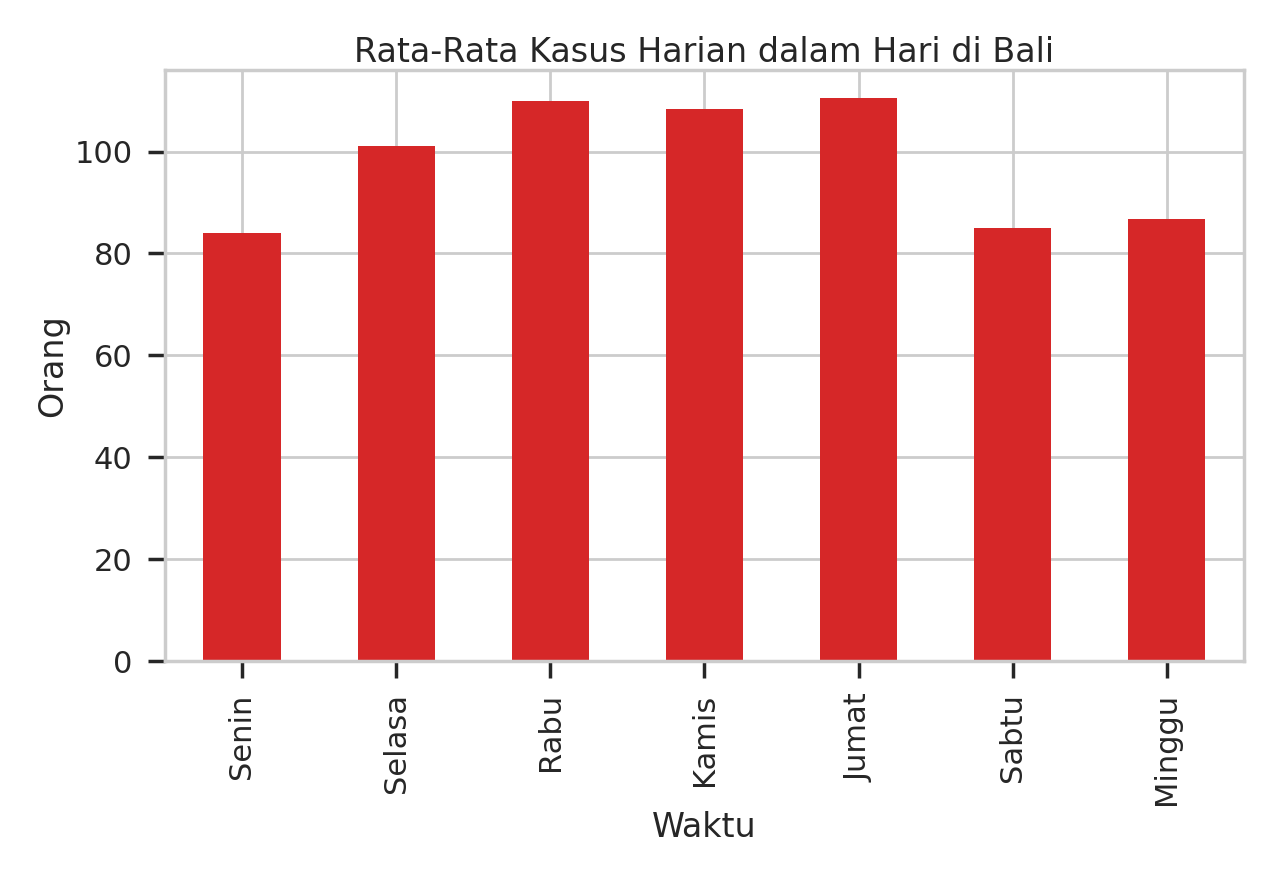 Rata-Rata Kasus Harian dalam Hari di Bali
Orang
100
80
60
40
20
0
Senin
Selasa
Rabu
Kamis
Jumat
Sabtu
Minggu
Waktu